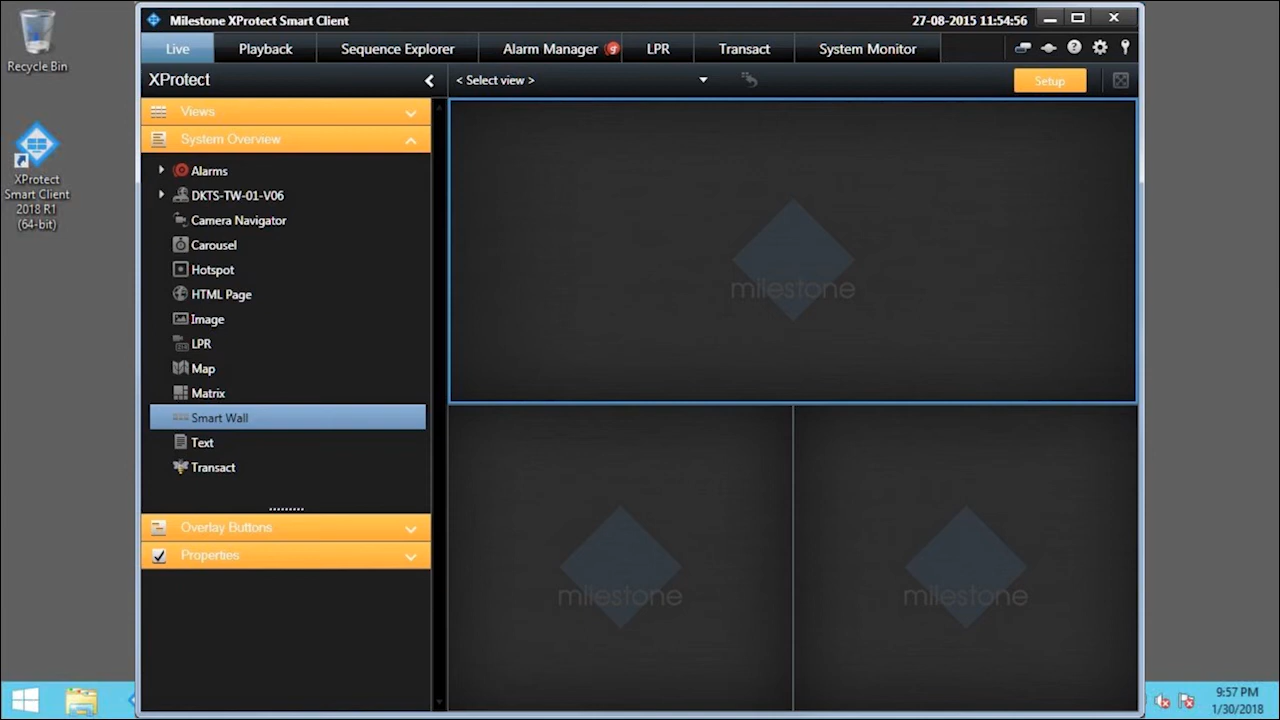 Recycle Bin
XProtect
Smart Client
2018 R1
(64-bit)
Milestone XProtect Smart Client
27-08-2015 11:54:56
Live
Playback
Sequence Explorer
Alarm Manager
9
LPR
Transact
System Monitor
XProtect
< Select view >
Setup
Views
System Overview
Alarms
DKTS-TW-01-V06
Camera Navigator
Carousel
Hotspot
HTML Page
Image
LPR
Map
Matrix
Smart Wall
Text
Transact
Overlay Buttons
Properties
milestone
milestone
milestone
9:57 PM
1/30/2018